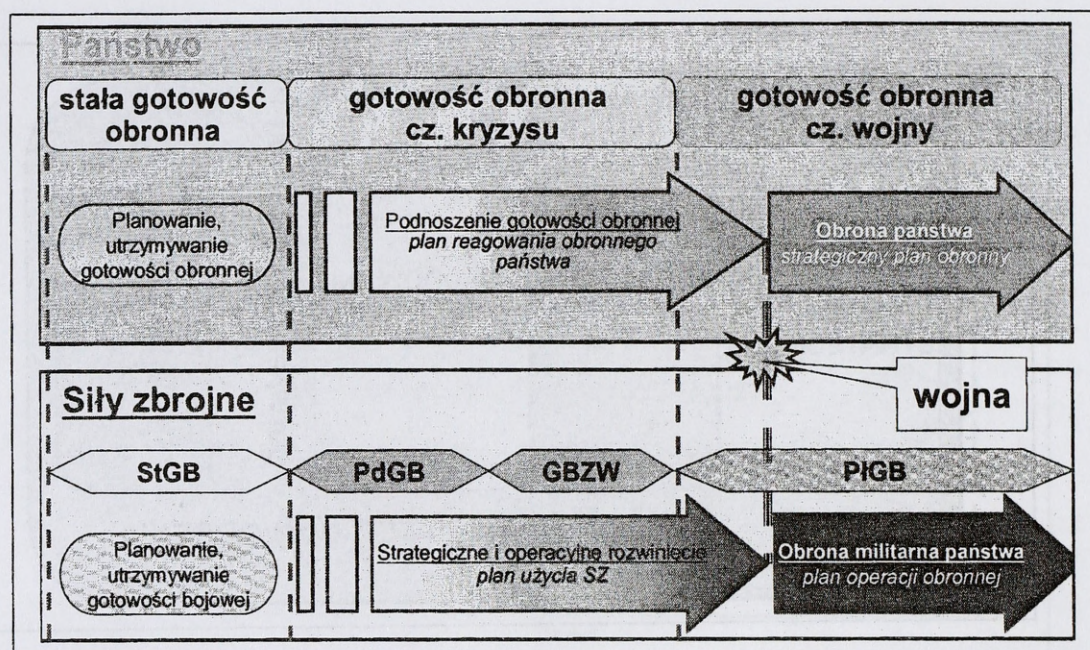 Państwo
stała gotowość
obronna
gotowość obronna
cz. kryzysu
gotowość obronna
cz. wojny
Planowanie,
utrzymywanie
gotowości obronnej
Podnoszenie gotowości obronnej
plan reagowania obronnego
państwa
Obrona państwa
strategiczny plan obronny
wojna
Siły zbrojne
StGB
PdGB
GBZW
PłGB
Planowanie,
utrzymywanie
gotowości bojowej
Strategiczne i operacyjne rozwinięcie
plan użycia SZ
Obrona militarna państwa
plan operacji obronnej